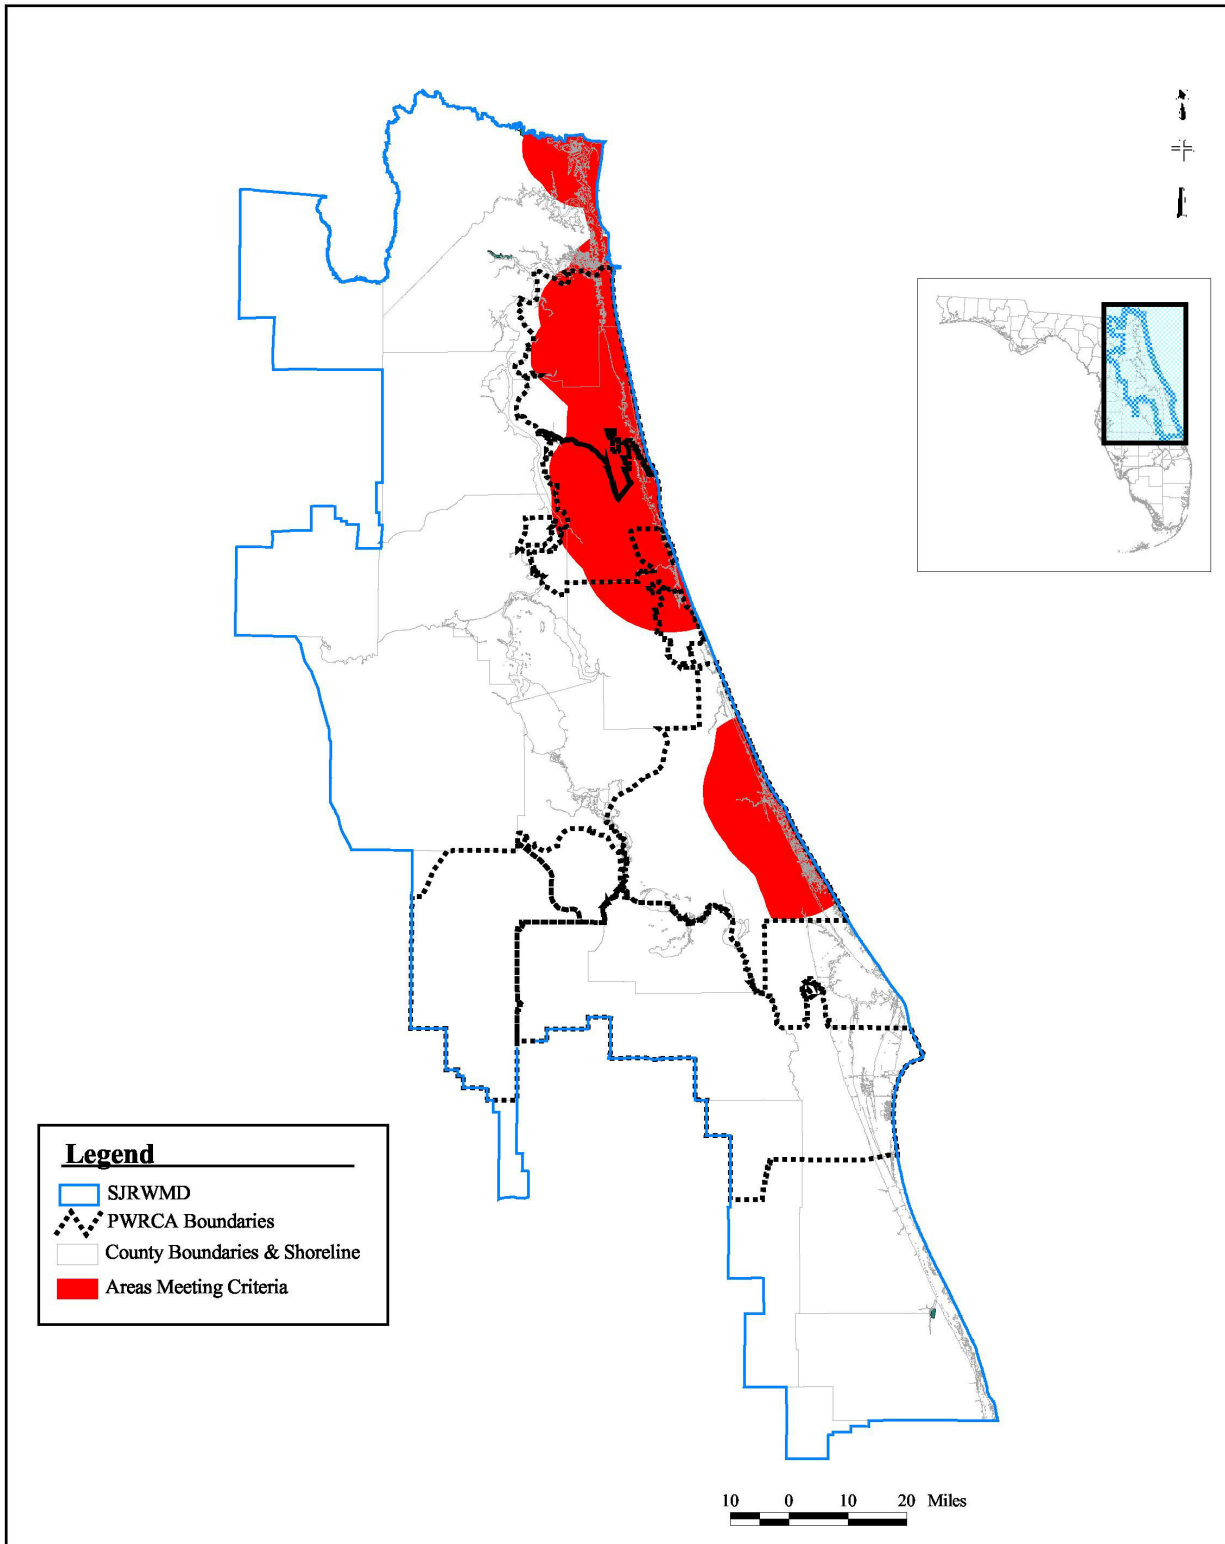 Legend
SJRWMD
PWRCA Boundaries
County Boundaries & Shoreline
Areas Meeting Criteria
10 0 10 20 Miles